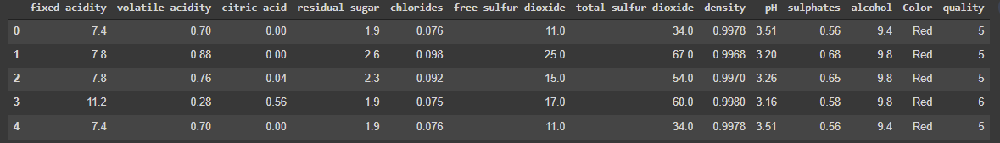 fixed acidity volatile acidity citric acid residual sugar chlorides free sulfur dioxide total sulfur dioxide density pH sulphates alcohol Color quality
0 7.4 0.70 0.00 1.9 0.076 11.0 34.0 0.9978 3.51 0.56 9.4 Red 5
1 7.8 0.88 0.00 2.6 0.098 25.0 67.0 0.9968 3.20 0.68 9.8 Red 5
2 7.8 0.76 0.04 2.3 0.092 15.0 54.0 0.9970 3.26 0.65 9.8 Red 5
3 11.2 0.28 0.56 1.9 0.075 17.0 60.0 0.9980 3.16 0.58 9.8 Red 6
4 7.4 0.70 0.00 1.9 0.076 11.0 34.0 0.9978 3.51 0.56 9.4 Red 5